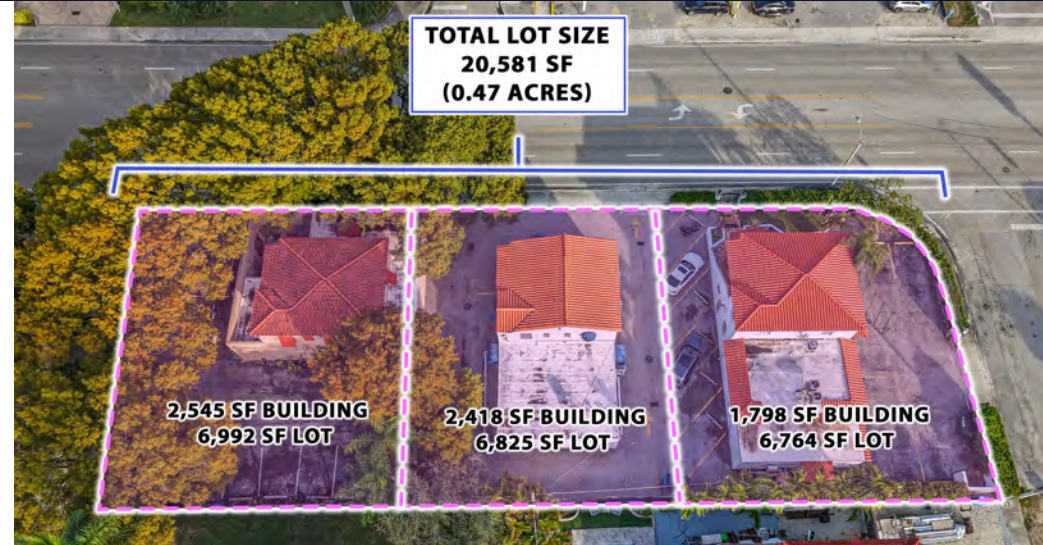 TOTAL LOT SIZE
20,581 SF
(0.47 ACRES)
2,545 SF BUILDING
6,992 SF LOT
2,418 SF BUILDING
6,825 SF LOT
1,798 SF BUILDING
6,764 SF LOT